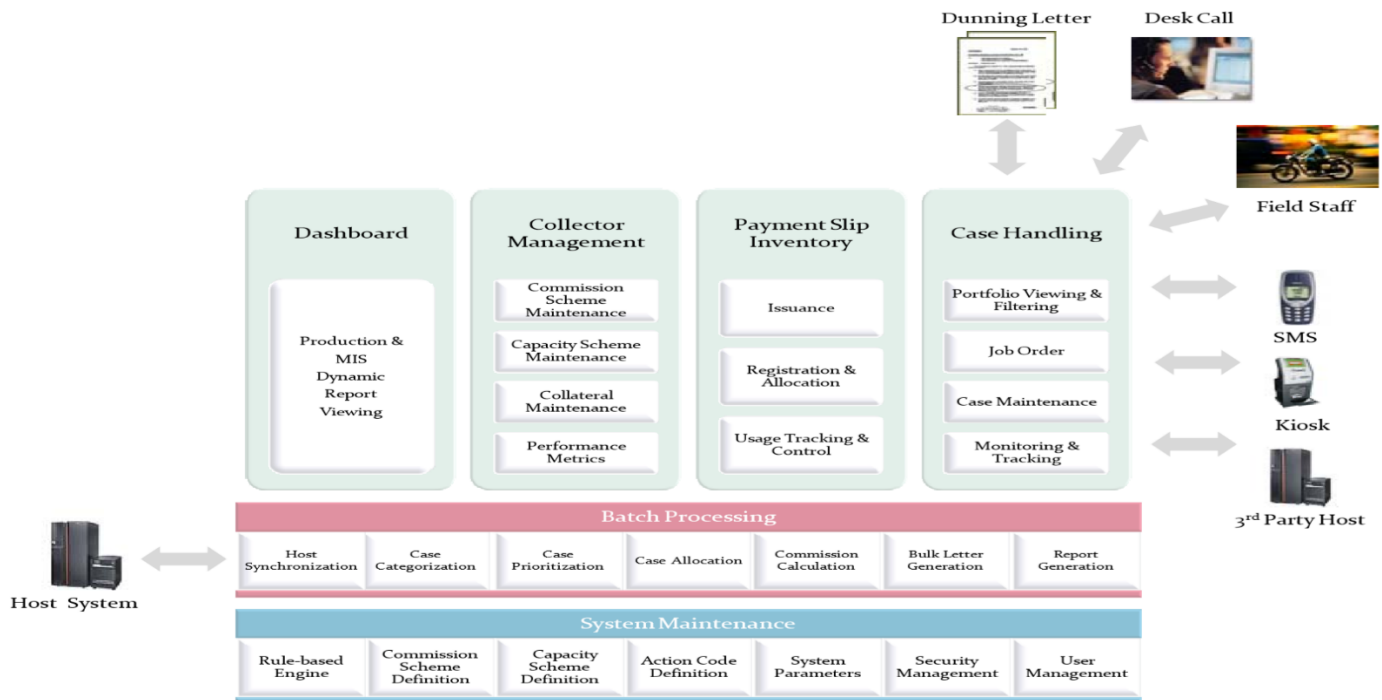 Dunning Letter
Desk Call
Field Staff
Dashboard
Production &
MIS
Dynamic
Report
Viewing
Collector
Management
Commission
Scheme
Maintenance
Capacity Scheme
Maintenance
Collateral
Maintenance
Performance
Metrics
Payment Slip
Inventory
Issuance
Registration &
Allocation
Usage Tracking &
Control
Case Handling
Portfolio Viewing &
Filtering
Job Order
Case Maintenance
Monitoring &
Tracking
SMS
Kiosk
3rd Party Host
Host System
Batch Processing
Host
Synchronization
Case
Categorization
Case
Prioritization
Case Allocation
Commission
Calculation
Bulk Letter
Generation
Report
Generation
System Maintenance
Rule-based
Engine
Commission
Scheme
Definition
Capacity
Scheme
Definition
Action Code
Definition
System
Parameters
Security
Management
User
Management